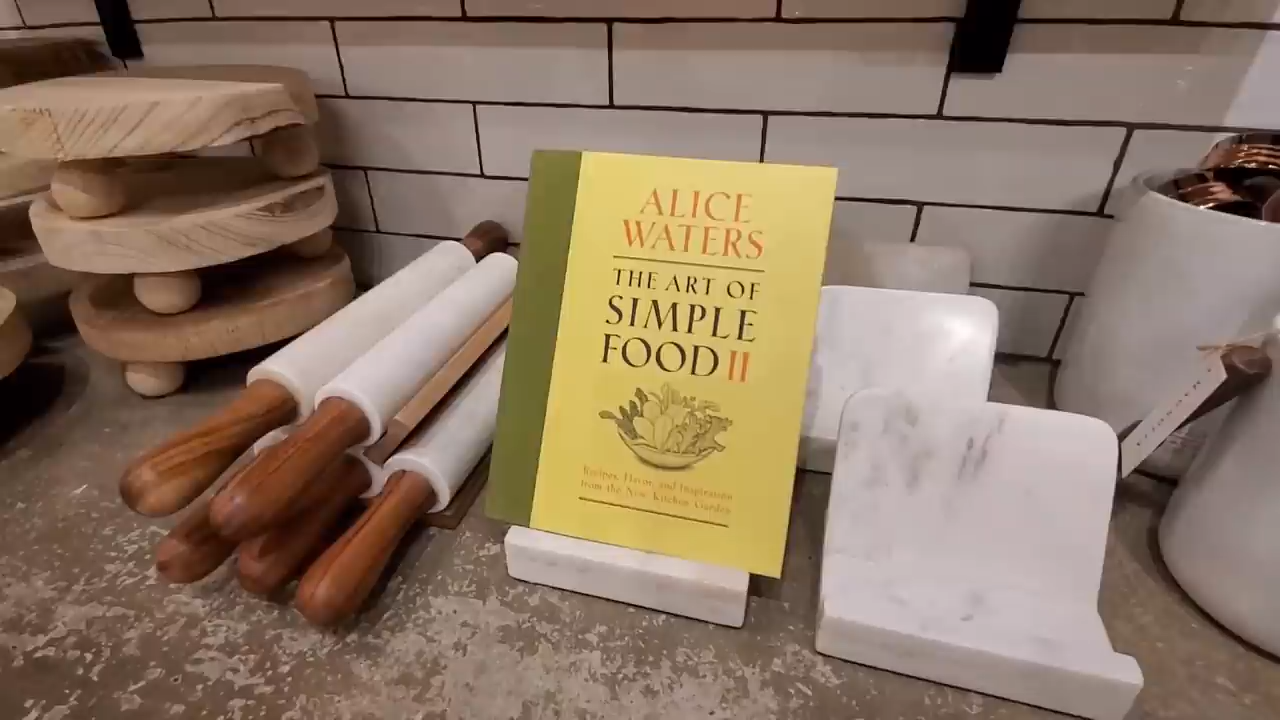 ALICE
WATERS
THE ART OF
SIMPLE
FOOD II
Recipes, Flavor, and Inspiration
from the New Kitchen Garden